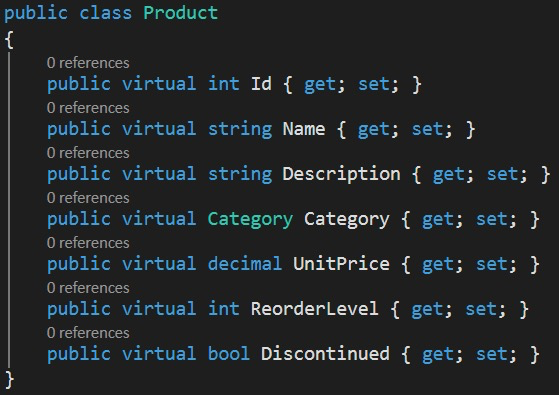 public class Product
{
0 references
public virtual int Id { get; set; }
0 references
public virtual string Name { get; set; }
0 references
public virtual string Description { get; set; }
0 references
public virtual Category Category { get; set; }
0 references
public virtual decimal UnitPrice { get; set; }
0 references
public virtual int ReorderLevel { get; set; }
0 references
public virtual bool Discontinued { get; set; }
}